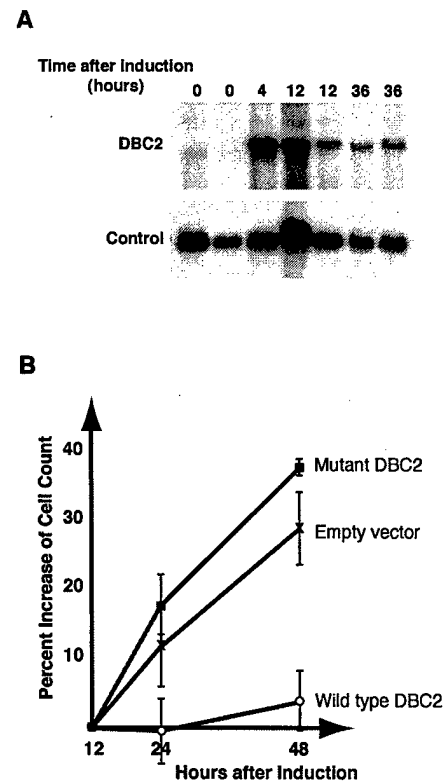 A
Time after induction
(hours)
0 0 4 12 12 36 36
DBC2
Control
B
Percent Increase of Cell Count
40
30
20
10
Mutant DBC2
Empty vector
Wild type DBC2
12 24 48
Hours after Induction